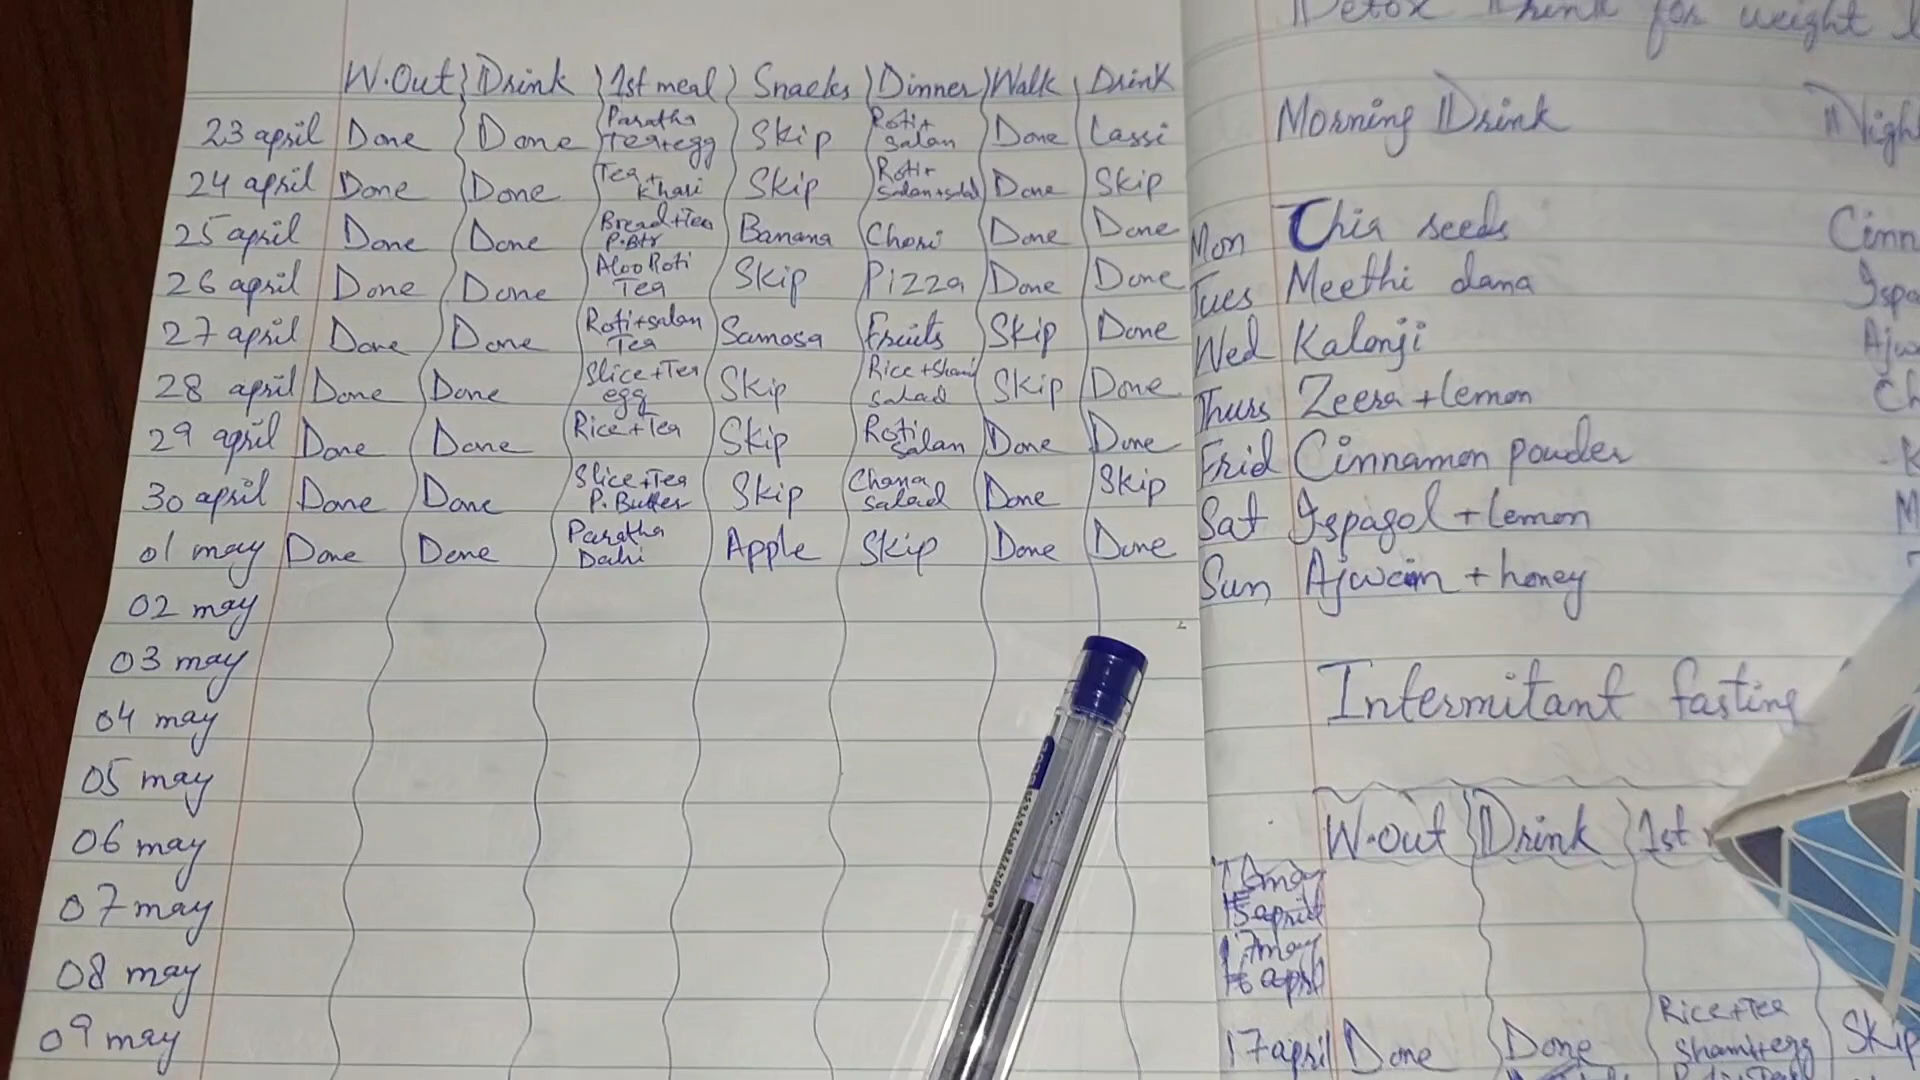 W.Out Drink 1st meal Snacks Dinner Walk Drink
23 april Done Done Paratha Tea+egg Skip Roti+ Salan Done Lassi
24 april Done Done Tea+ Khari Skip Roti+ Salan+salad Done Skip
25 april Done Done Bread+Tea P.Btr Banana Chori Done Done
26 april Done Done Aloo Roti Tea Skip Pizza Done Done
27 april Done Done Roti+salan Tea Samosa Fruits Skip Done
28 april Done Done Slice+Tea egg Skip Rice+Shami Salad Skip Done
29 april Done Done Rice+Tea Skip Roti Salan Done Done
30 april Done Done Slice+Tea P.Butter Skip Chana Salad Done Skip
01 may Done Done Paratha Dahi Apple Skip Done Done
02 may
03 may
04 may
05 may
06 may
07 may
08 may
09 may
Detox Drink for weight
Morning Drink
Mon Chia seeds
Tues Meethi dana
Wed Kalonji
Thurs Zeera+lemon
Frid Cinnamon powder
Sat Ispagol+lemon
Sun Ajwain + honey
Intermitant fasting
W.out Drink 1st
17 april Done Done Rice+Tea Shami+egg Skip